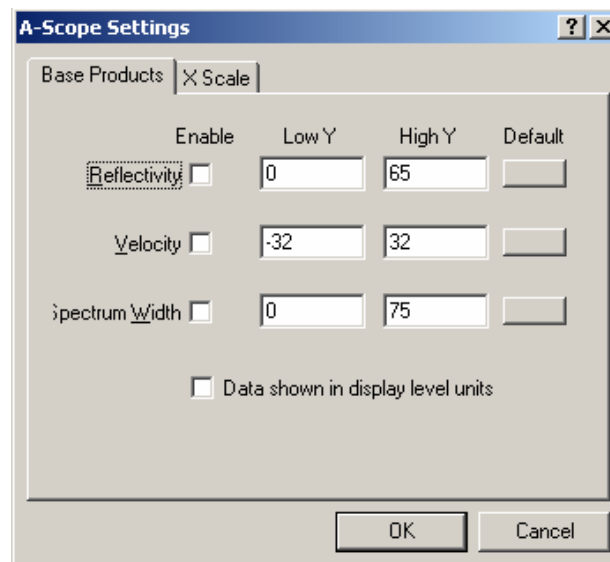 A-Scope Settings
Base Products X Scale
Enable Low Y High Y Default
Reflectivity 0 65
Velocity -32 32
Spectrum Width 0 75
Data shown in display level units
OK Cancel